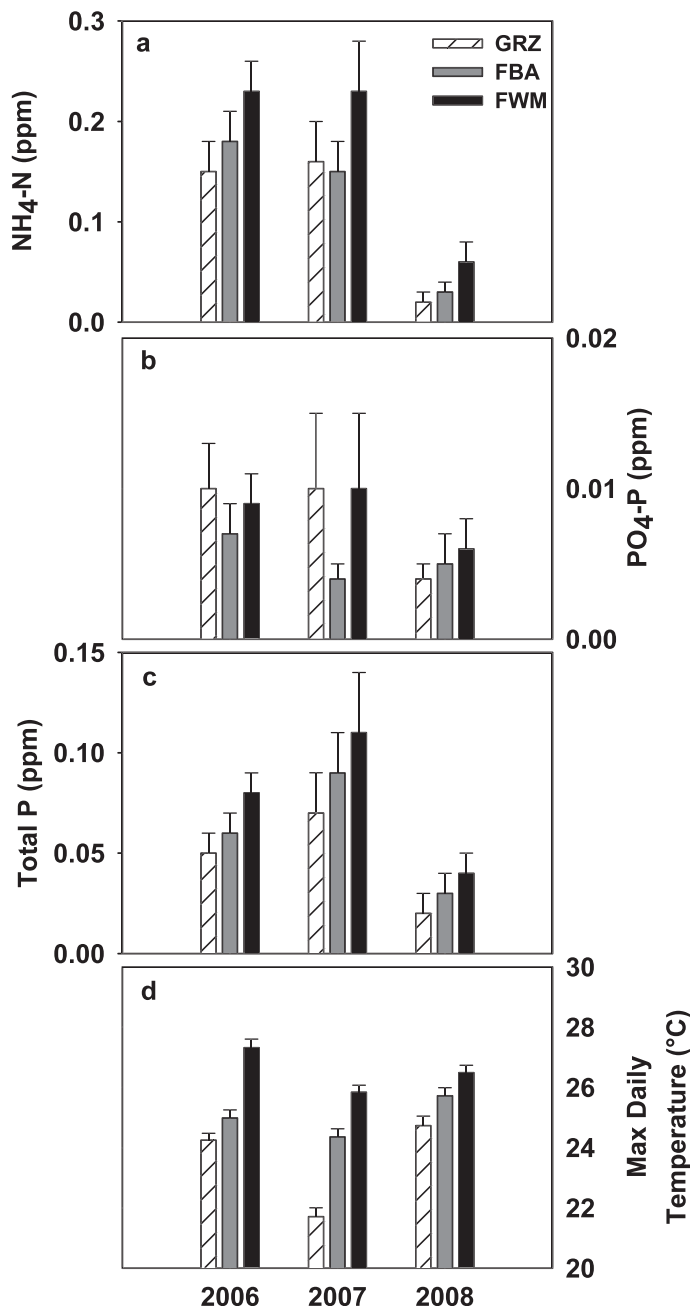 0.3
a
GRZ
FBA
FWM
0.2
NH4-N (ppm)
0.1
0.0
b
0.02
PO4-P (ppm)
0.01
0.00
0.15
c
0.10
Total P (ppm)
0.05
0.00
d
30
28
Max Daily
Temperature (°C)
26
24
22
20
2006 2007 2008